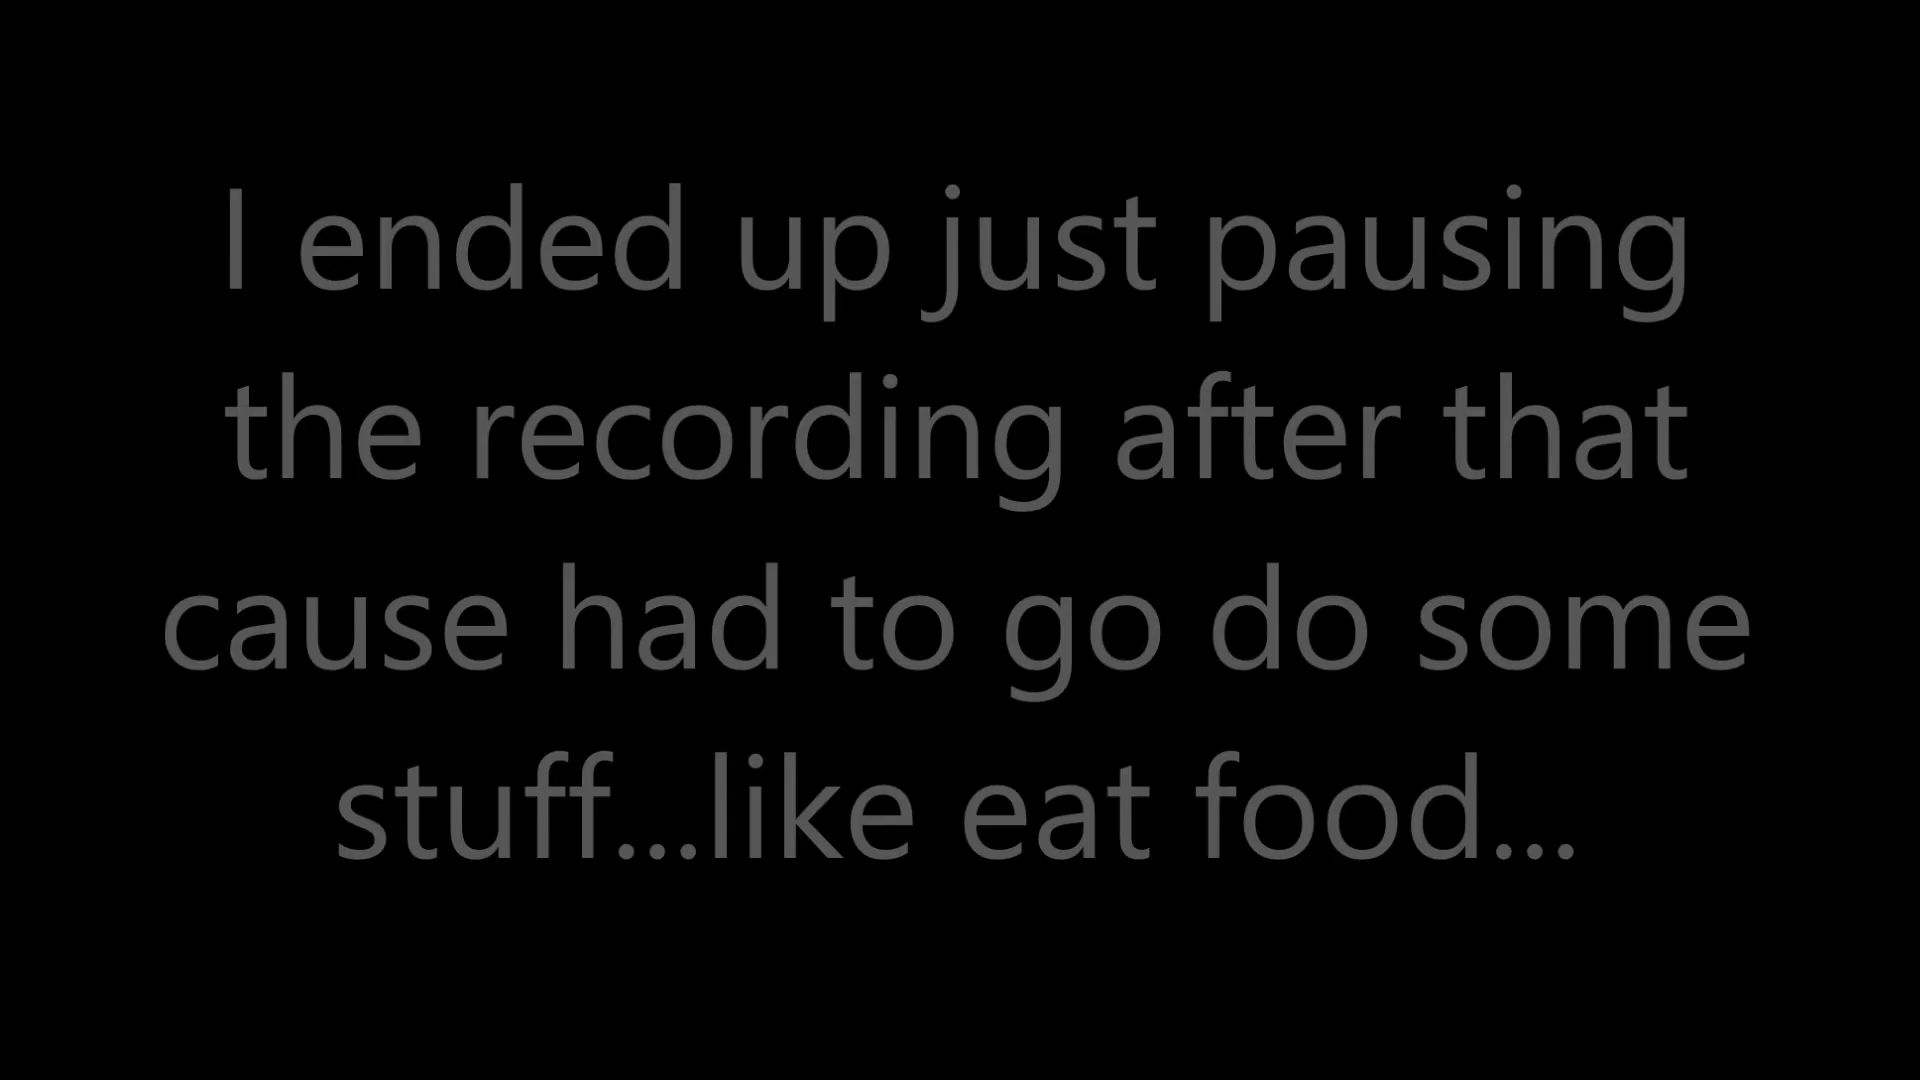 I ended up just pausing
the recording after that
cause had to go do some
stuff...like eat food...